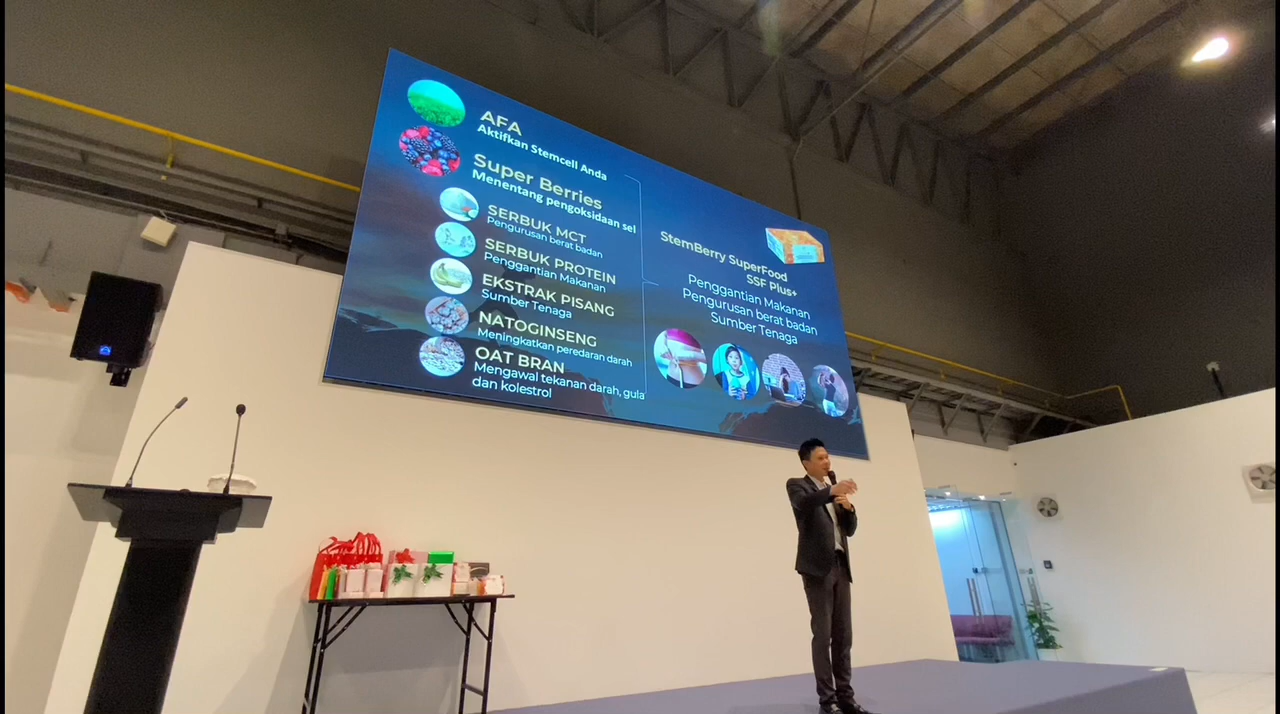 AFA
Aktifkan Stemcell Anda
Super Berries
Menentang pengoksidaan sel
SERBUK MCT
Pengurusan berat badan
SERBUK PROTEIN
Penggantian Makanan
EKSTRAK PISANG
Sumber Tenaga
NATOGINSENG
Meningkatkan peredaran darah
OAT BRAN
Mengawal tekanan darah, gula
dan kolestrol
StemBerry SuperFood
SSF Plus+
Penggantian Makanan
Pengurusan berat badan
Sumber Tenaga